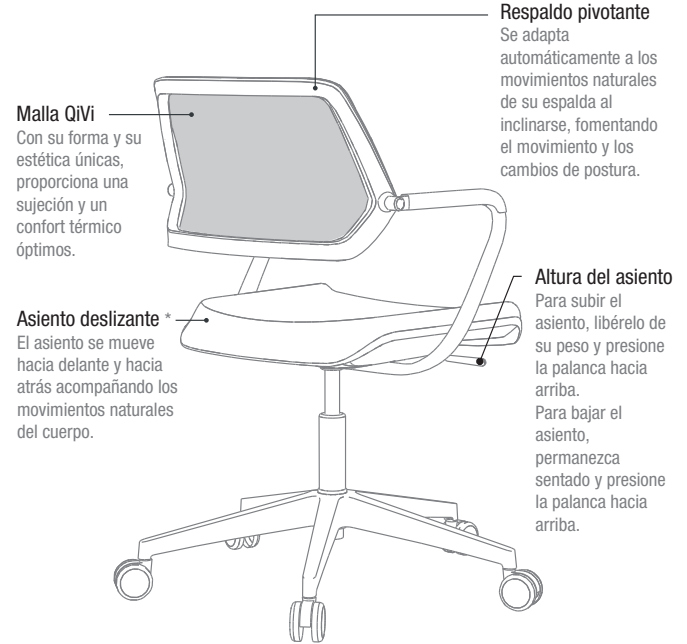 Respaldo pivotante
Se adapta
automáticamente a los
movimientos naturales
de su espalda al
inclinarse, fomentando
el movimiento y los
cambios de postura.
Malla QiVi
Con su forma y su
estética únicas,
proporciona una
sujeción y un
confort térmico
óptimos.
Altura del asiento
Para subir el
asiento, libérelo de
su peso y presione
la palanca hacia
arriba.
Para bajar el
asiento,
permanezca
sentado y presione
la palanca hacia
arriba.
Asiento deslizante *
El asiento se mueve
hacia delante y hacia
atrás acompañando los
movimientos naturales
del cuerpo.